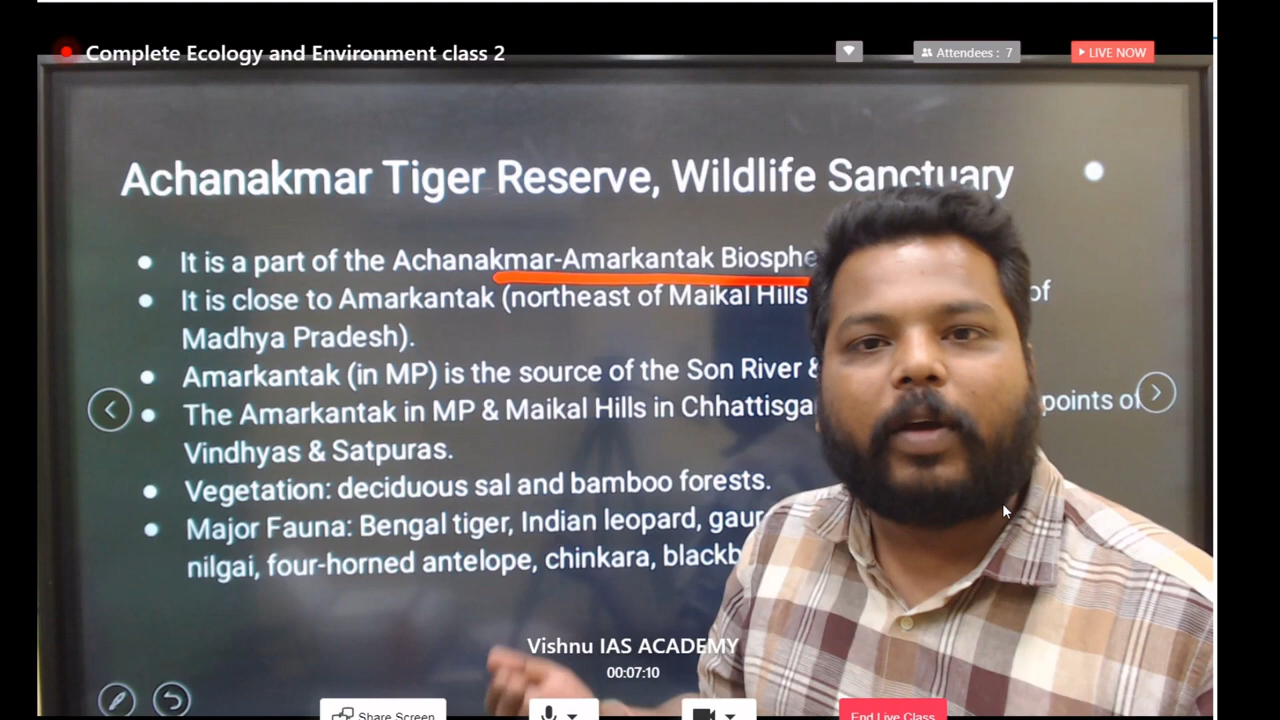 Complete Ecology and Environment class 2
Attendees : 7
LIVE NOW
Achanakmar Tiger Reserve, Wildlife Sanctuary
It is a part of the Achanakmar-Amarkantak
It is close to Amarkantak (northeast of Maikal Hills of
Madhya Pradesh).
Amarkantak (in MP) is the source of the Son River &
The Amarkantak in MP & Maikal Hills in points of
Vindhyas & Satpuras.
Vegetation: deciduous sal and bamboo forests.
Major Fauna: Bengal tiger, Indian leopard, gaur
nilgai, four-horned antelope, chinkara,
Vishnu IAS ACADEMY
00:07:10
Share Screen
End Live Class